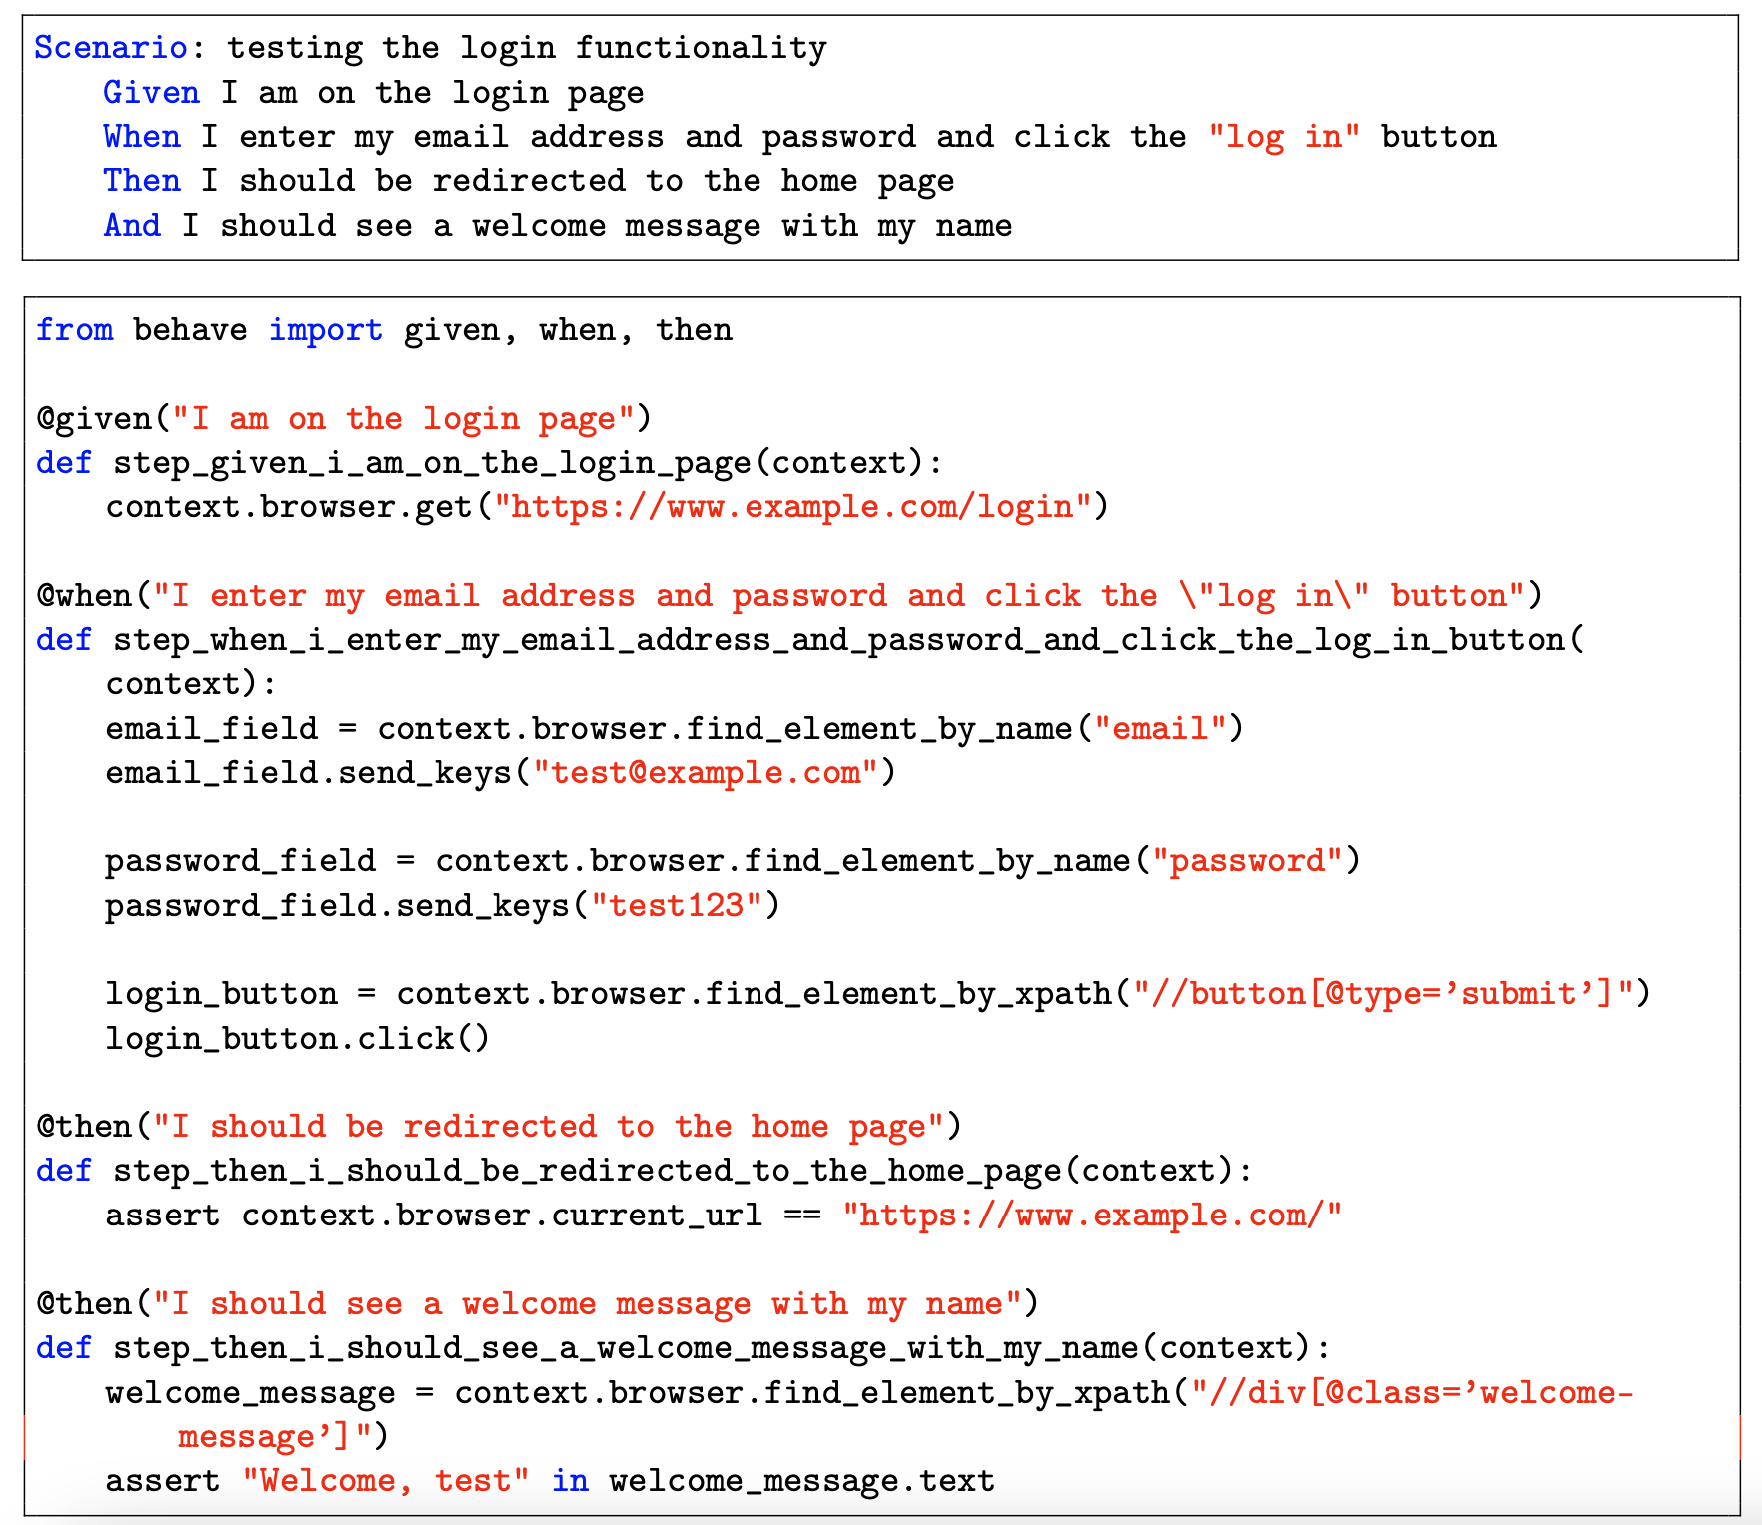 Scenario: testing the login functionality
Given I am on the login page
When I enter my email address and password and click the "log in" button
Then I should be redirected to the home page
And I should see a welcome message with my name
from behave import given, when, then
@given("I am on the login page")
def step_given_i_am_on_the_login_page(context):
context.browser.get("https://www.example.com/login")
@when("I enter my email address and password and click the \"log in\" button")
def step_when_i_enter_my_email_address_and_password_and_click_the_log_in_button(
context):
email_field = context.browser.find_element_by_name("email")
email_field.send_keys("test@example.com")
password_field = context.browser.find_element_by_name("password")
password_field.send_keys("test123")
login_button = context.browser.find_element_by_xpath("//button[@type=’submit’]")
login_button.click()
@then("I should be redirected to the home page")
def step_then_i_should_be_redirected_to_the_home_page(context):
assert context.browser.current_url == "https://www.example.com/"
@then("I should see a welcome message with my name")
def step_then_i_should_see_a_welcome_message_with_my_name(context):
welcome_message = context.browser.find_element_by_xpath("//div[@class=’welcome-
message’]")
assert "Welcome, test" in welcome_message.text